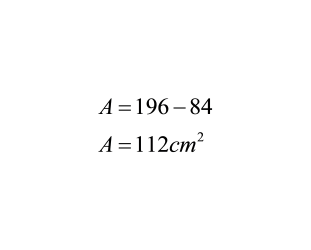 A = 196 − 84
A = 112cm²